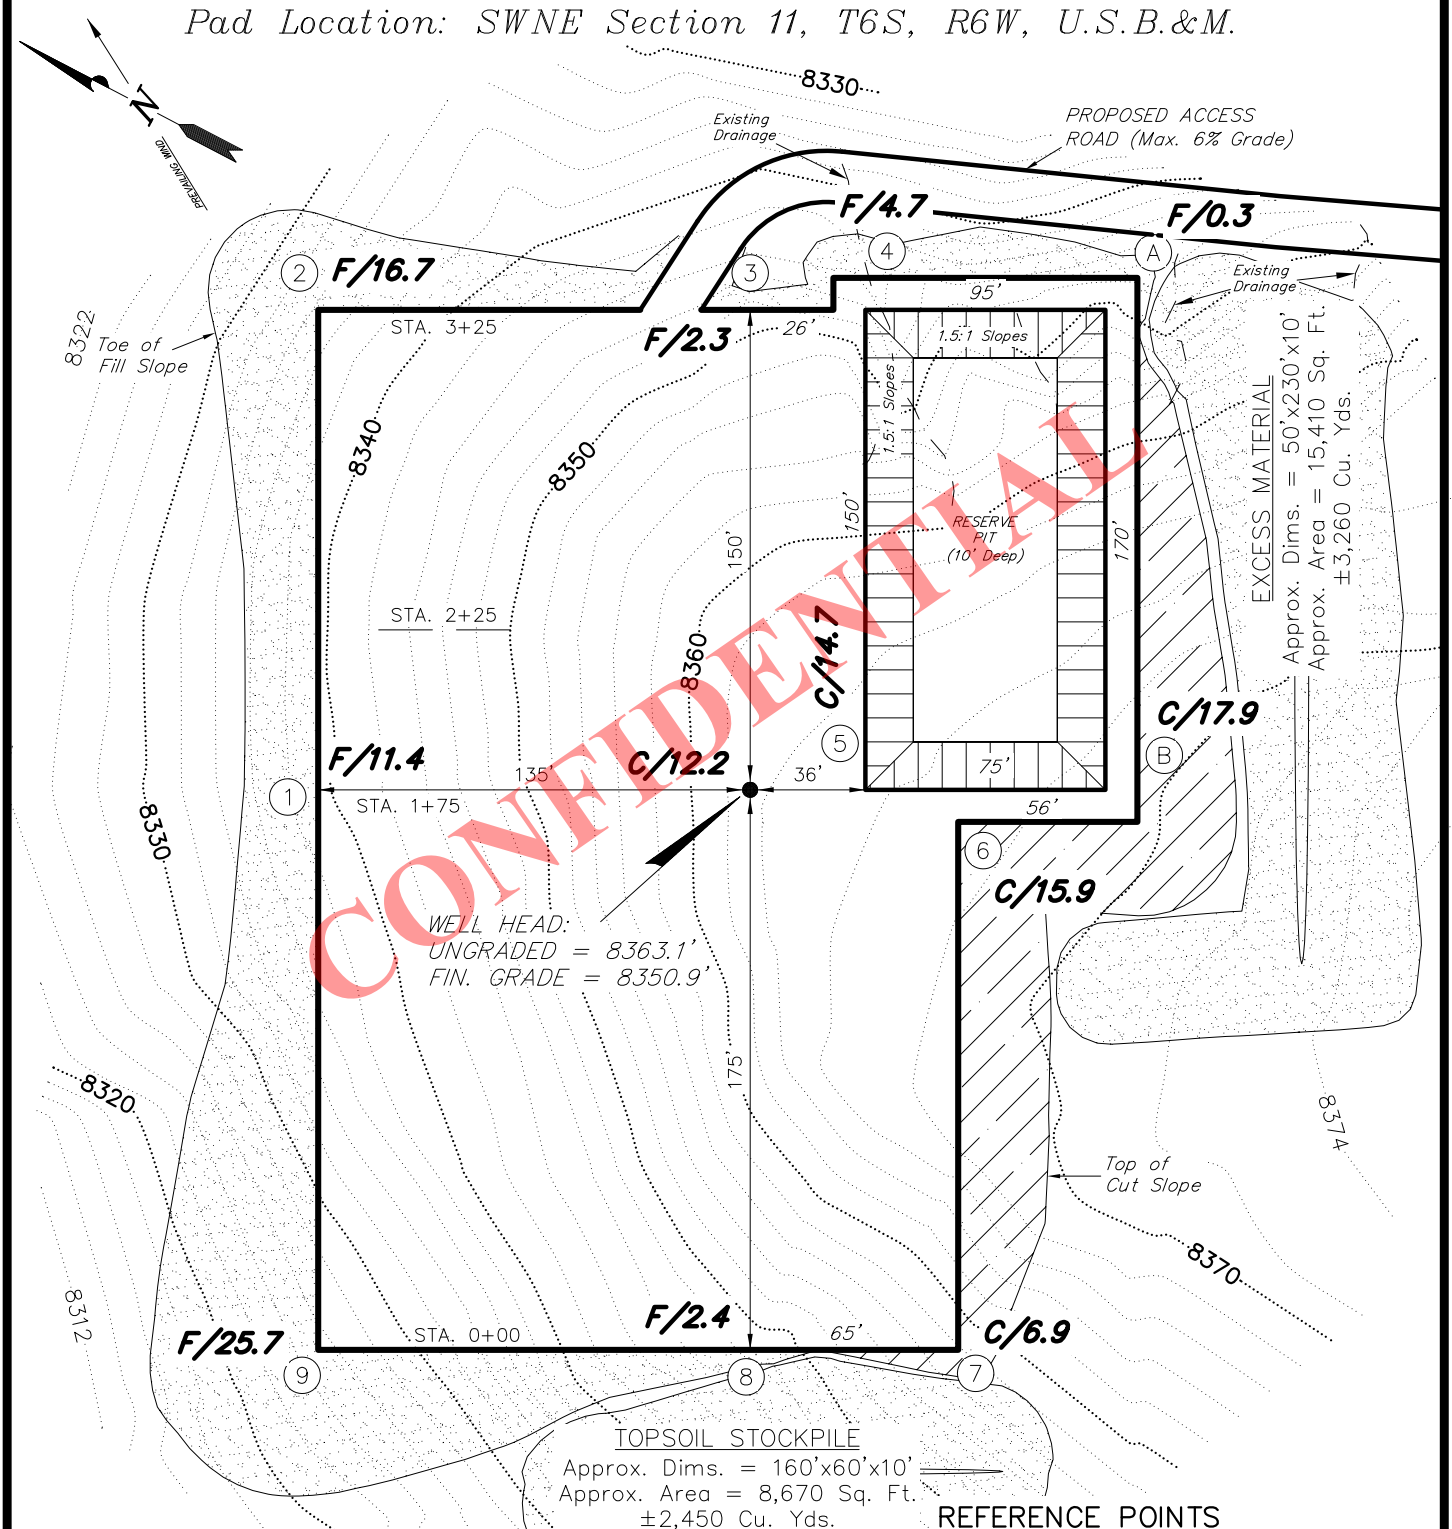 Pad Location: SWNE Section 11, T6S, R6W, U.S.B.&M.
N
PREVAILING WIND
8330
Existing
Drainage
PROPOSED ACCESS
ROAD (Max. 6% Grade)
F/4.7
F/0.3
2
F/16.7
3
4
A
Existing
Drainage
8322
Toe of
Fill Slope
STA. 3+25
F/2.3
26'
95'
1.5:1 Slopes
1.5:1 Slopes
8340
8350
EXCESS MATERIAL
Approx. Dims. = 50'x230'x10'
Approx. Area = 15,410 Sq. Ft.
±3,260 Cu. Yds.
150'
150'
RESERVE
PIT
(10' Deep)
170'
STA. 2+25
8360
C/14.7
CONFIDENTIAL
C/17.9
F/11.4
C/12.2
5
B
135'
36'
75'
1
STA. 1+75
56'
8330
6
C/15.9
WELL HEAD:
UNGRADED = 8363.1'
FIN. GRADE = 8350.9'
175'
8320
8374
Top of
Cut Slope
8370
8312
F/25.7
STA. 0+00
F/2.4
65'
C/6.9
9
8
7
TOPSOIL STOCKPILE
Approx. Dims. = 160'x60'x10'
Approx. Area = 8,670 Sq. Ft.
±2,450 Cu. Yds.
REFERENCE POINTS